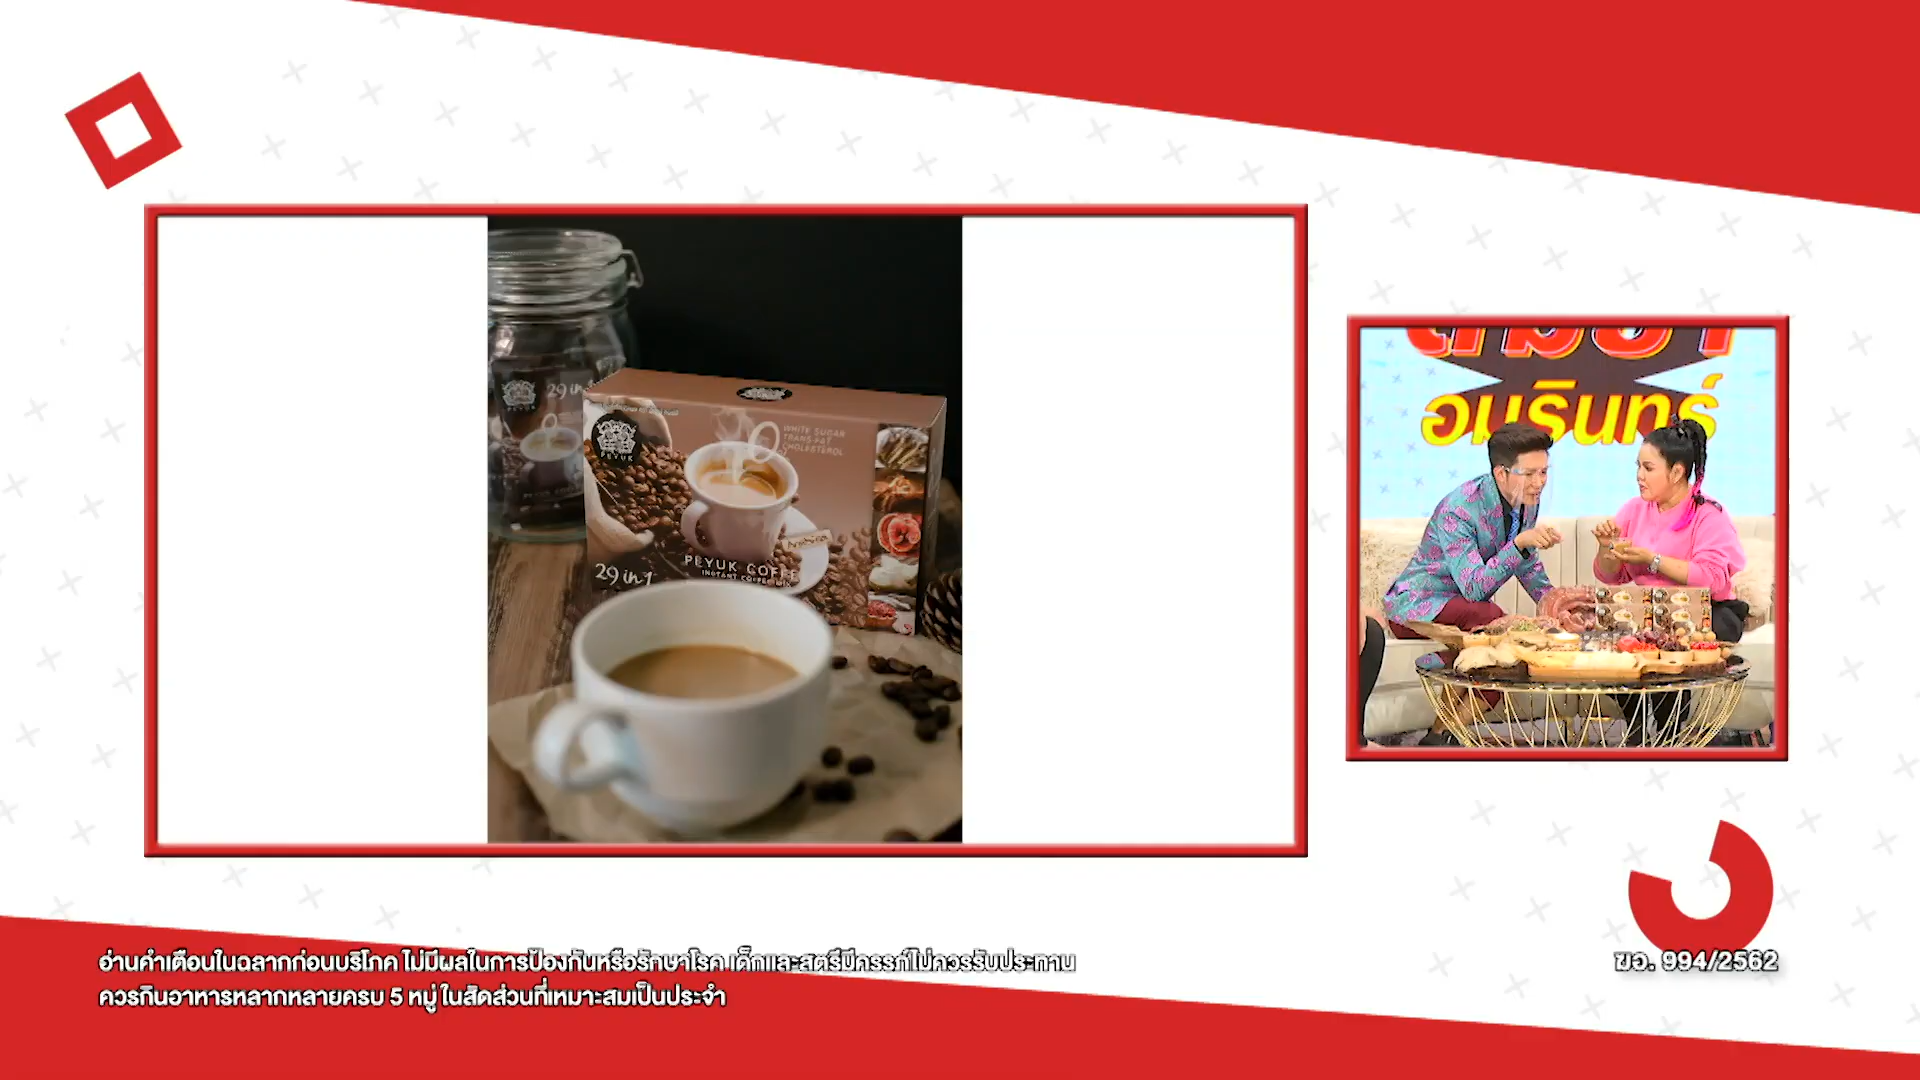 อมรินทร์
29 in 1
PEYUK
0
WHITE SUGAR
TRANS FAT
CHOLESTEROL
PEYUK
PEYUK COFFEE
INSTANT COFFEE MIX
29 in 1
อ่านคำเตือนในฉลากก่อนบริโภค ไม่มีผลในการป้องกันหรือรักษาโรค เด็กและสตรีมีครรภ์ไม่ควรรับประทาน
ควรกินอาหารหลากหลายครบ 5 หมู่ ในสัดส่วนที่เหมาะสมเป็นประจำ
ฆอ. 994/2562